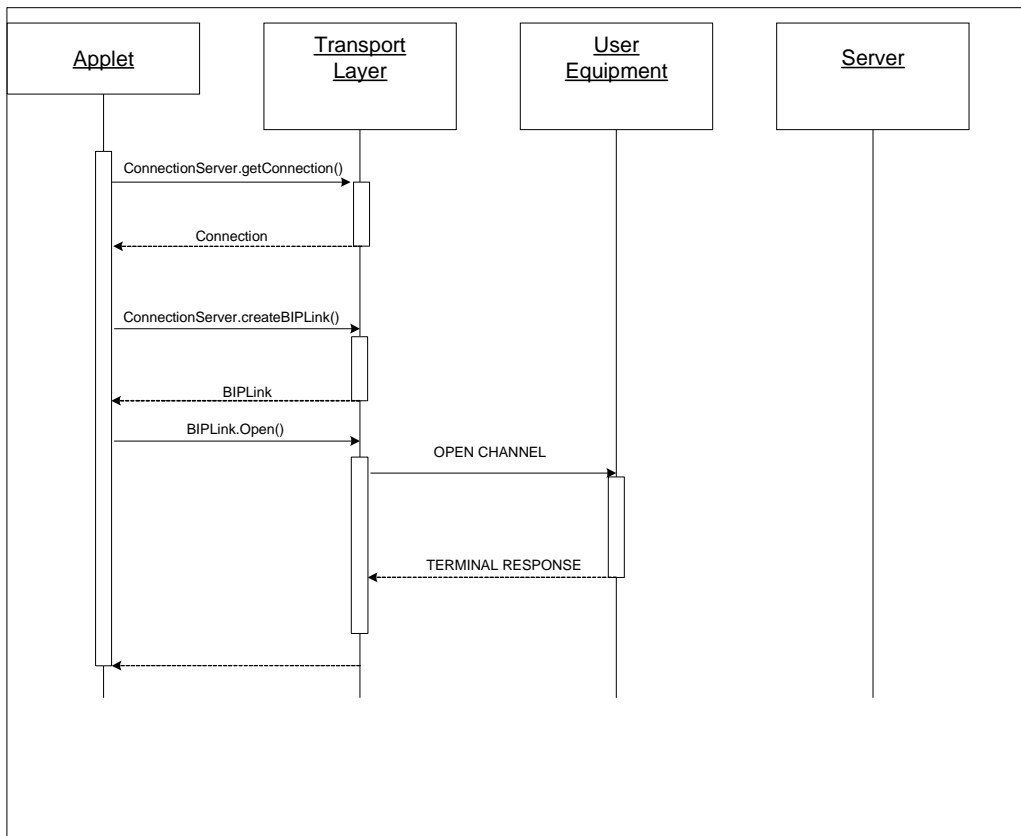 Applet
Transport
Layer
User
Equipment
Server
ConnectionServer.getConnection()
Connection
ConnectionServer.createBIPLink()
BIPLink
BIPLink.Open()
OPEN CHANNEL
TERMINAL RESPONSE